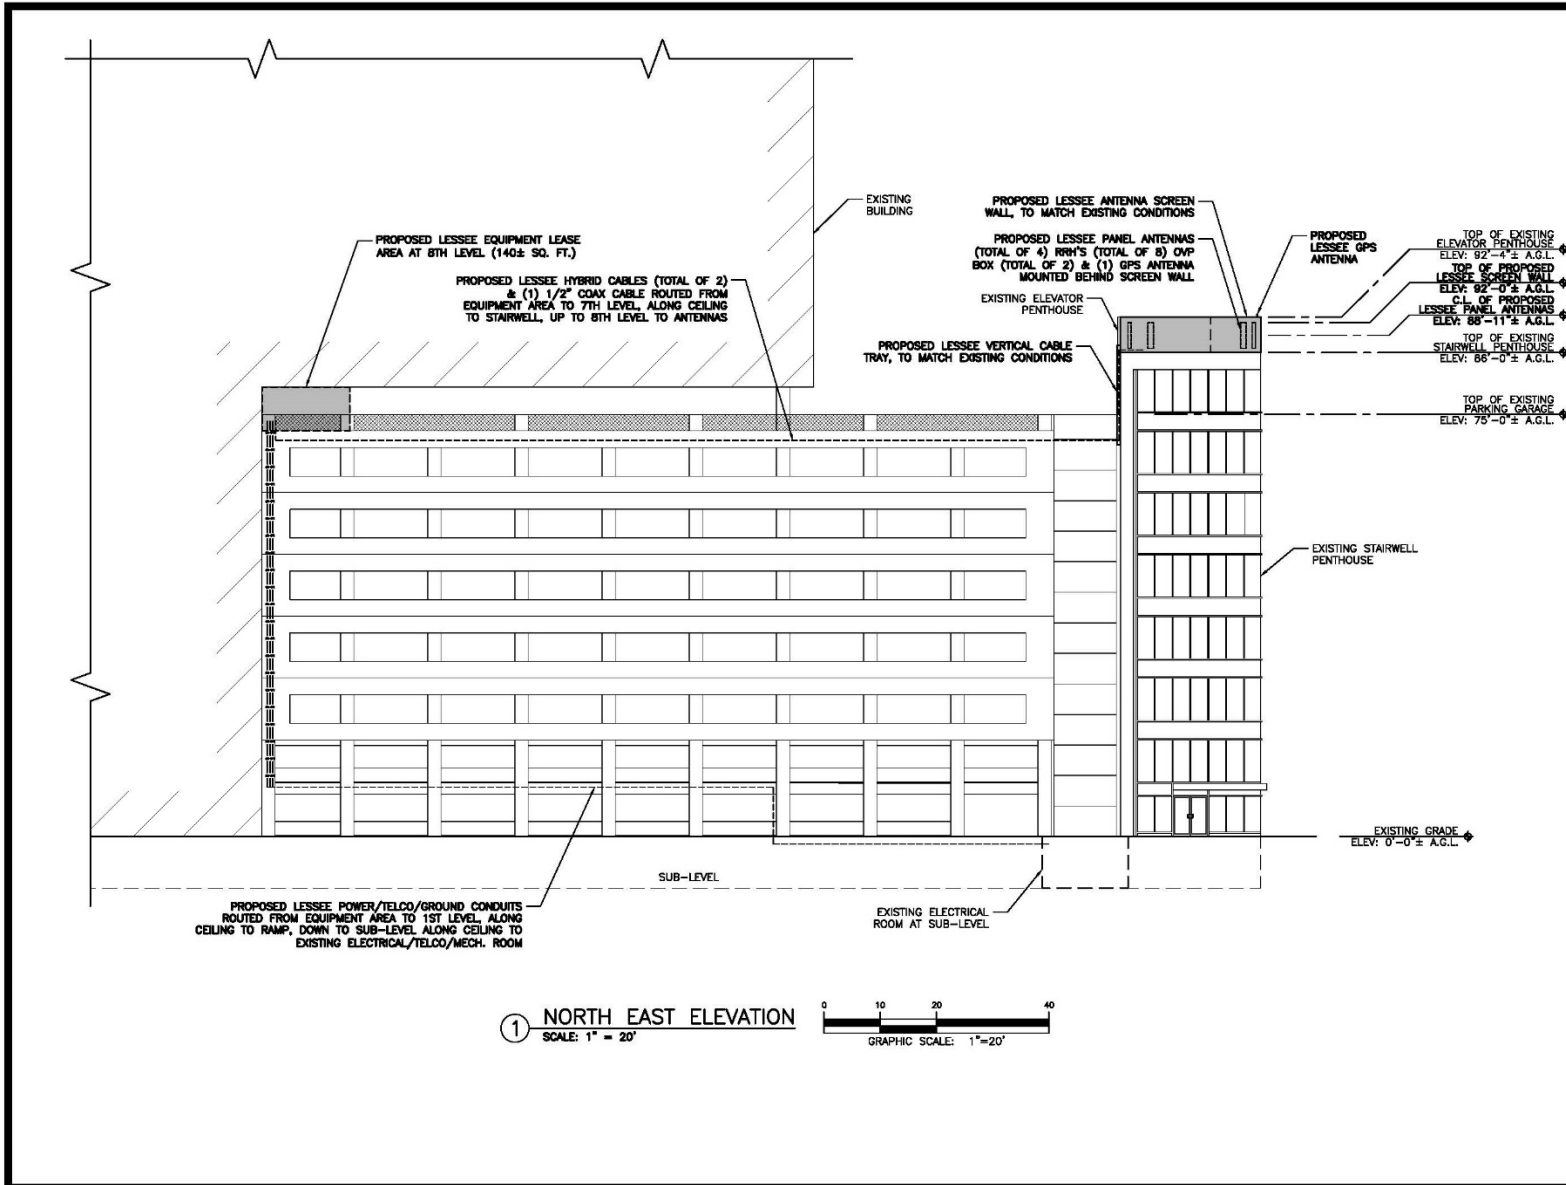 EXISTING
BUILDING
PROPOSED LESSEE ANTENNA SCREEN
WALL, TO MATCH EXISTING CONDITIONS
PROPOSED LESSEE EQUIPMENT LEASE
AREA AT 8TH LEVEL (140± SQ. FT.)
PROPOSED LESSEE PANEL ANTENNAS
(TOTAL OF 4) RRH'S (TOTAL OF 8) OVP
BOX (TOTAL OF 2) & (1) GPS ANTENNA
MOUNTED BEHIND SCREEN WALL
PROPOSED
LESSEE GPS
ANTENNA
TOP OF EXISTING
ELEVATOR PENTHOUSE
ELEV: 92'-4"± A.G.L.
TOP OF PROPOSED
LESSEE SCREEN WALL
ELEV: 92'-0"± A.G.L.
C.L. OF PROPOSED
LESSEE PANEL ANTENNAS
ELEV: 88'-11"± A.G.L.
TOP OF EXISTING
STAIRWELL PENTHOUSE
ELEV: 86'-0"± A.G.L.
TOP OF EXISTING
PARKING GARAGE
ELEV: 75'-0"± A.G.L.
PROPOSED LESSEE HYBRID CABLES (TOTAL OF 2)
& (1) 1/2" COAX CABLE ROUTED FROM
EQUIPMENT AREA TO 7TH LEVEL, ALONG CEILING
TO STAIRWELL, UP TO 8TH LEVEL TO ANTENNAS
EXISTING ELEVATOR
PENTHOUSE
PROPOSED LESSEE VERTICAL CABLE
TRAY, TO MATCH EXISTING CONDITIONS
EXISTING STAIRWELL
PENTHOUSE
EXISTING GRADE
ELEV: 0'-0"± A.G.L.
SUB-LEVEL
PROPOSED LESSEE POWER/TELCO/GROUND CONDUITS
ROUTED FROM EQUIPMENT AREA TO 1ST LEVEL, ALONG
CEILING TO RAMP, DOWN TO SUB-LEVEL ALONG CEILING TO
EXISTING ELECTRICAL/TELCO/MECH. ROOM
EXISTING ELECTRICAL
ROOM AT SUB-LEVEL
1 NORTH EAST ELEVATION
SCALE: 1" = 20'
0 10 20 40
GRAPHIC SCALE: 1"=20'